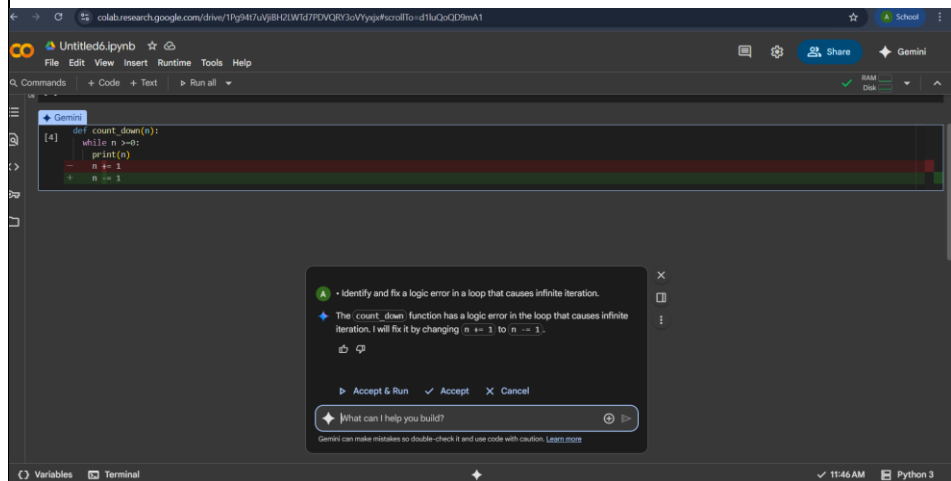 colab.research.google.com/drive/1Pg94t7uVjiBH2LWTd7PDVQRY3oVYyxjx#scrollTo=d1luQoQD9mA1
A School
CO Untitled6.ipynb
Share
Gemini
File Edit View Insert Runtime Tools Help
Commands + Code + Text Run all
RAM
Disk
Gemini
[4] def count_down(n):
while n >=0:
print(n)
- n += 1
+ n -= 1
A • Identify and fix a logic error in a loop that causes infinite iteration.
The count_down function has a logic error in the loop that causes infinite
iteration. I will fix it by changing n += 1 to n -= 1.
Accept & Run Accept Cancel
What can I help you build?
Gemini can make mistakes so double-check it and use code with caution. Learn more
Variables Terminal 11:46 AM Python 3